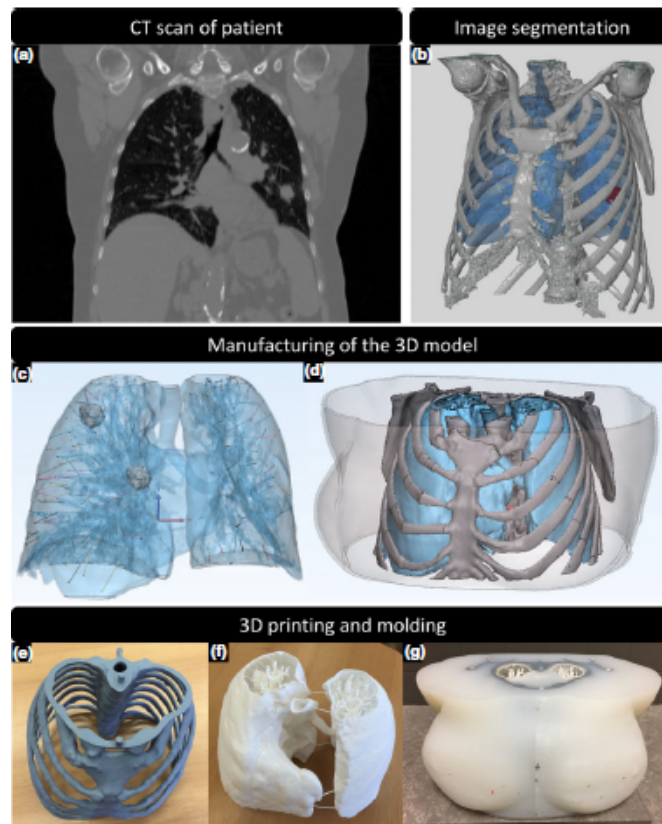 CT scan of patient
Image segmentation
(a)
(b)
Manufacturing of the 3D model
(c)
(d)
3D printing and molding
(e)
(f)
(g)